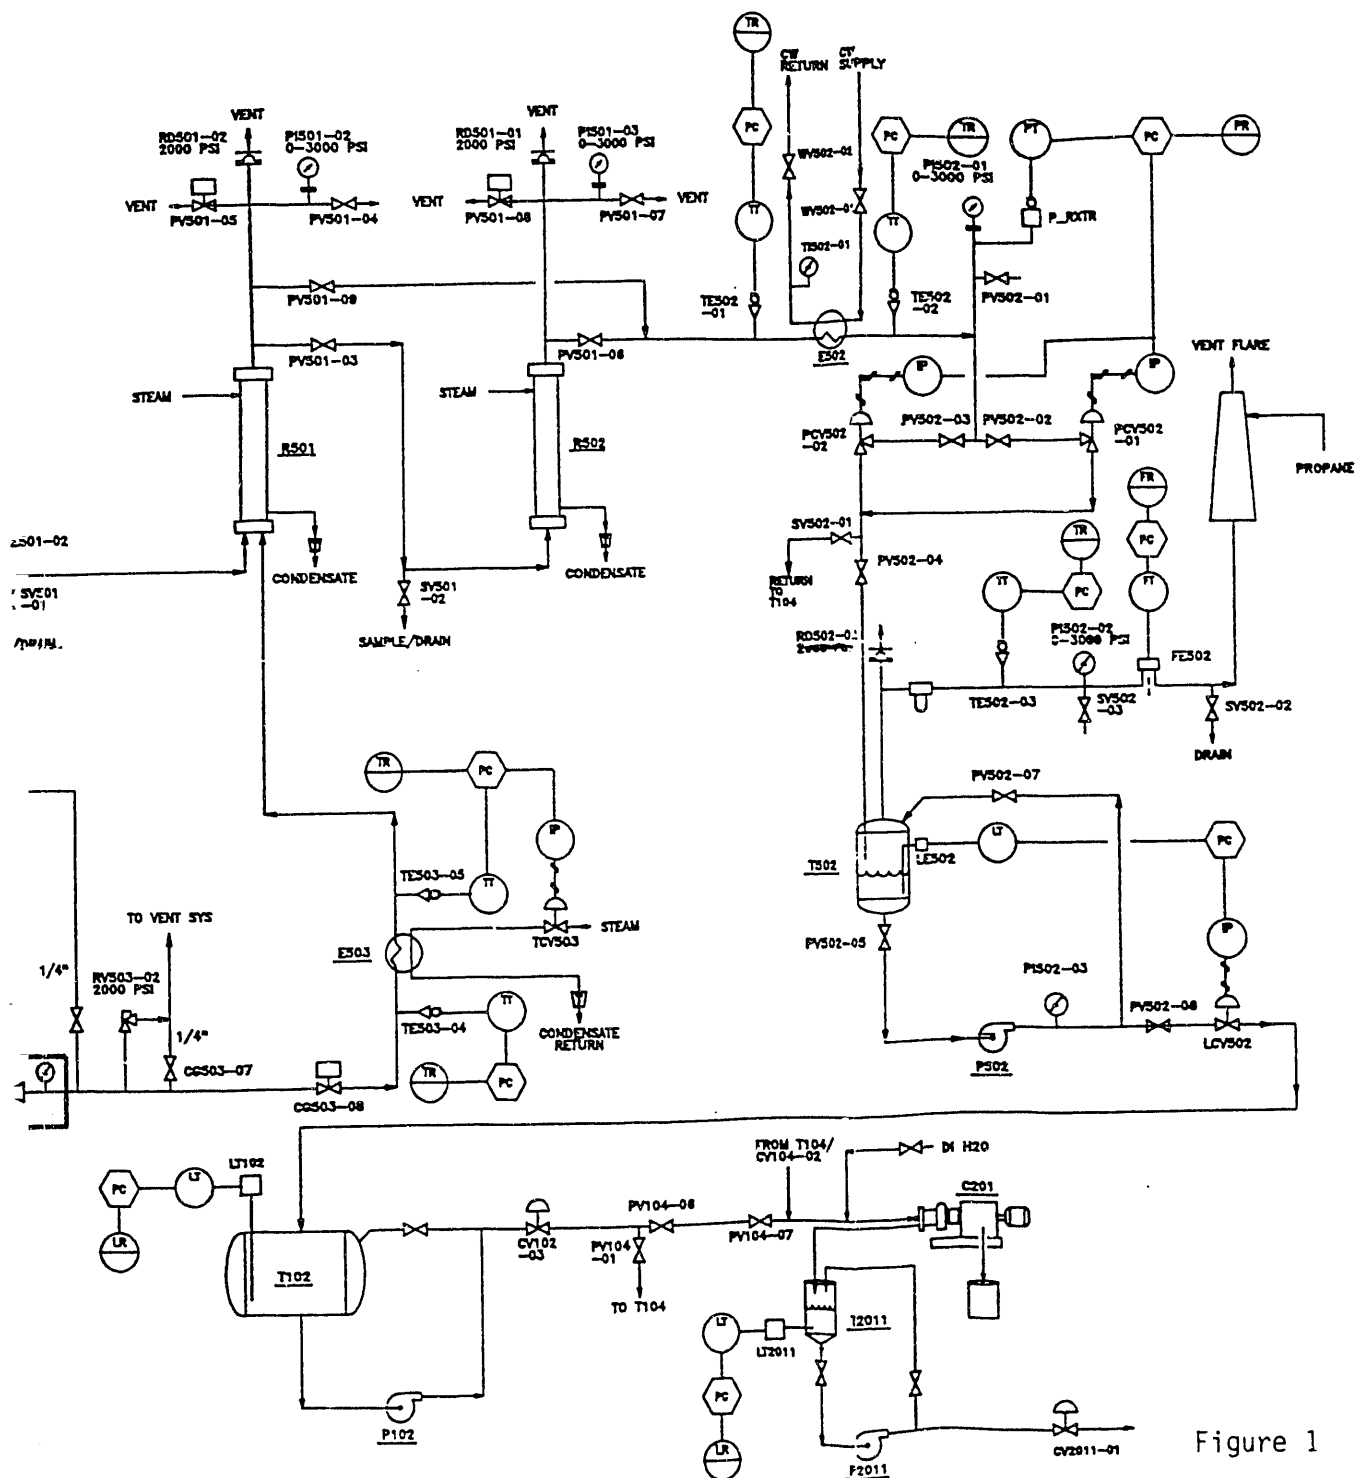 TR
CW
RETURN
CW
SUPPLY
VENT
RD501-02
2000 PSI
PI501-02
0-3000 PSI
VENT
RD501-01
2000 PSI
PI501-03
0-3000 PSI
PC
PC
TR
PT
PC
PR
PI502-01
0-3000 PSI
WV502-02
VENT
PV501-05
PV501-04
VENT
PV501-08
PV501-07
VENT
TT
WV502-01
TT
P_RXTR
TI502-01
PV501-09
TE502
-01
TE502
-02
PV502-01
PV501-03
PV501-06
E502
VENT FLARE
IP
IP
STEAM
STEAM
PCV502
-02
PV502-03
PV502-02
PCV502
-01
R501
R502
PROPANE
FR
SV502-01
TR
PC
-02
CONDENSATE
CONDENSATE
PV502-04
RETURN
TO
T104
TT
PC
FT
SV501
-01
SV501
-02
SAMPLE/DRAIN
PI502-02
0-3000 PSI
FE502
TE502-03
SV502
-03
SV502-02
DRAIN
TR
PC
PV502-07
IP
LT
PC
T502
LE502
TE503-05
TT
TO VENT SYS
STEAM
TCV503
PV502-05
IP
E503
1/4"
RV503-02
2000 PSI
PI502-03
TT
PV502-06
1/4"
TE503-04
CONDENSATE
RETURN
LCV502
P502
CG503-07
TR
PC
CG503-08
FROM T104/
CV104-02
DI H2O
LT102
PC
LT
C201
PV104-06
LR
CV102
-03
PV104
-01
PV104-07
T102
TO T104
T2011
LT
LT2011
PC
P102
LR
P2011
CV2011-01
Figure 1